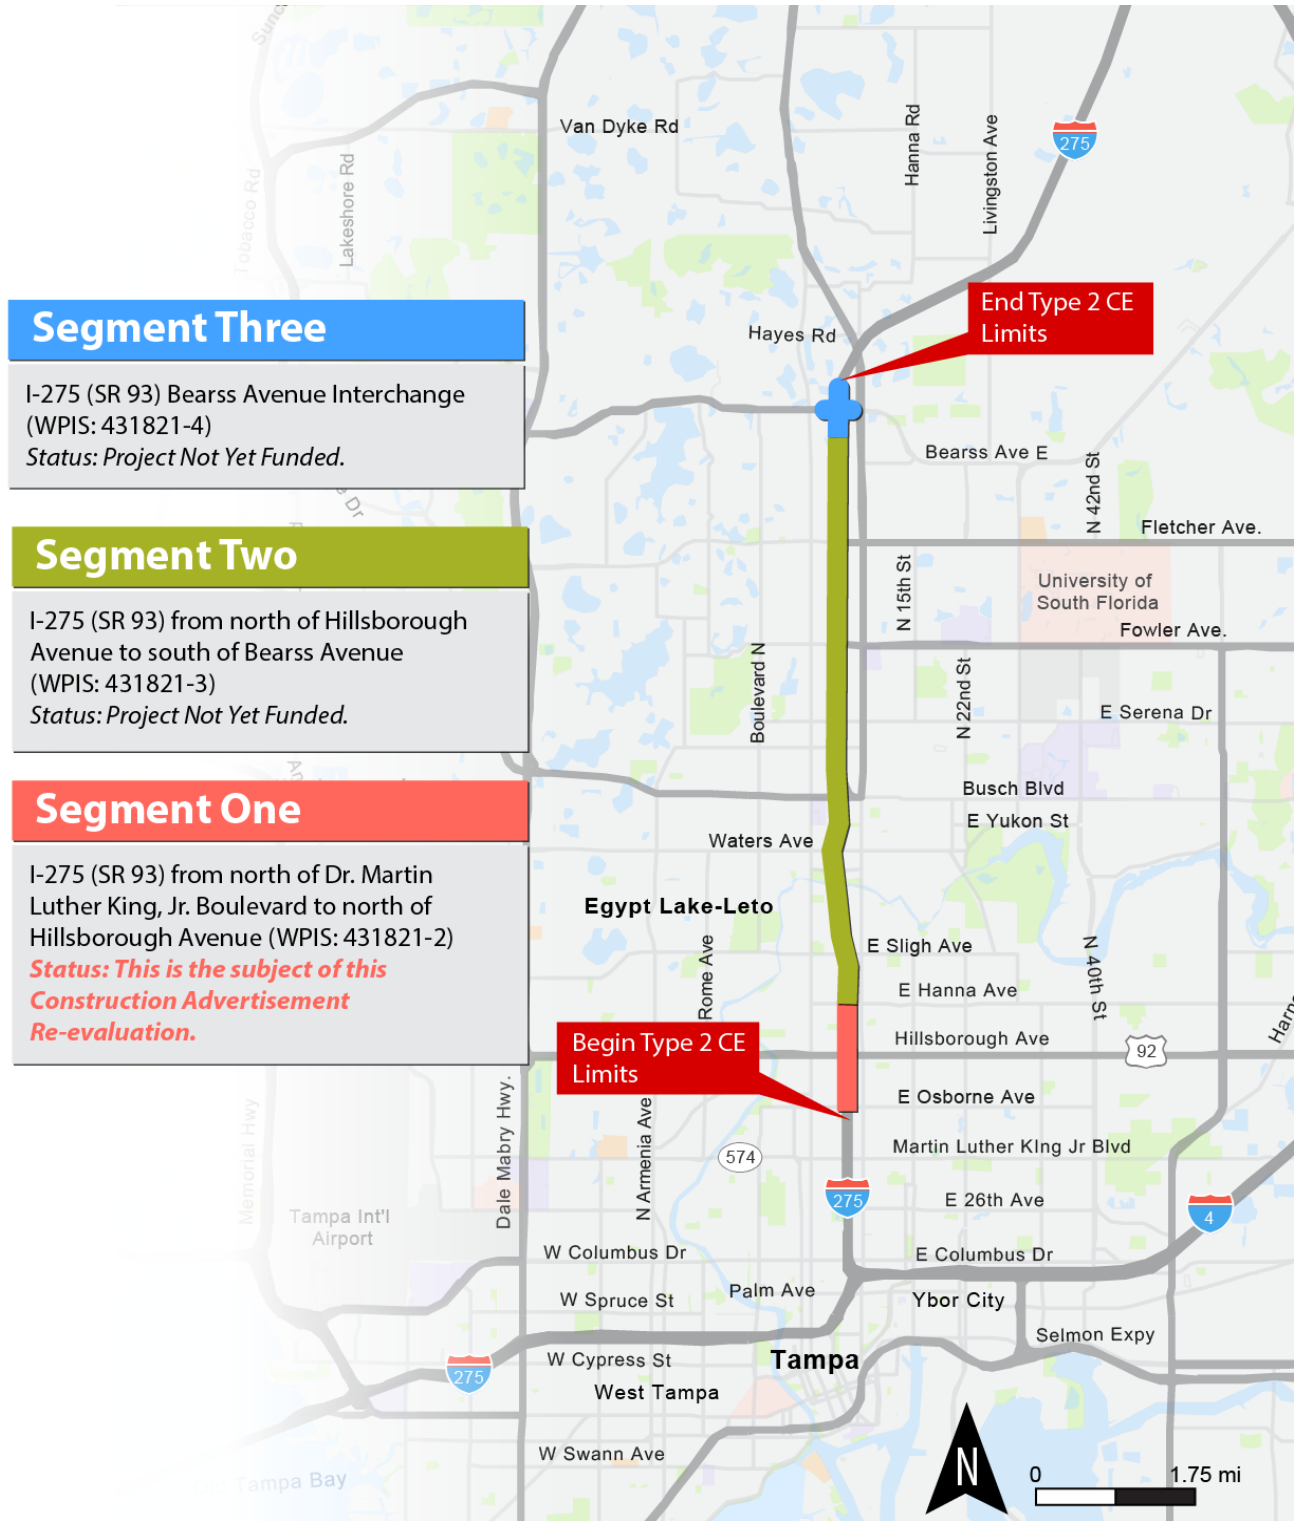 Suncoast
Van Dyke Rd
Hanna Rd
Livingston Ave
275
Tobacco Rd
Lakeshore Rd
End Type 2 CE
Limits
Hayes Rd
Segment Three
I-275 (SR 93) Bearss Avenue Interchange
(WPIS: 431821-4)
Status: Project Not Yet Funded.
Bearss Ave E
N 42nd St
Fletcher Ave.
Segment Two
I-275 (SR 93) from north of Hillsborough
Avenue to south of Bearss Avenue
(WPIS: 431821-3)
Status: Project Not Yet Funded.
N 15th St
University of
South Florida
Fowler Ave.
Boulevard N
N 22nd St
E Serena Dr
Segment One
I-275 (SR 93) from north of Dr. Martin
Luther King, Jr. Boulevard to north of
Hillsborough Avenue (WPIS: 431821-2)
Status: This is the subject of this
Construction Advertisement
Re-evaluation.
Busch Blvd
E Yukon St
Waters Ave
Egypt Lake-Leto
Rome Ave
E Sligh Ave
N 40th St
E Hanna Ave
Begin Type 2 CE
Limits
Hillsborough Ave
92
E Osborne Ave
Memorial Hwy
Dale Mabry Hwy.
N Armenia Ave
574
Martin Luther KIng Jr Blvd
275
E 26th Ave
4
Tampa Int'l
Airport
W Columbus Dr
E Columbus Dr
Palm Ave
W Spruce St
Ybor City
Selmon Expy
275
W Cypress St
Tampa
West Tampa
W Swann Ave
Tampa Bay
N
0 1.75 mi